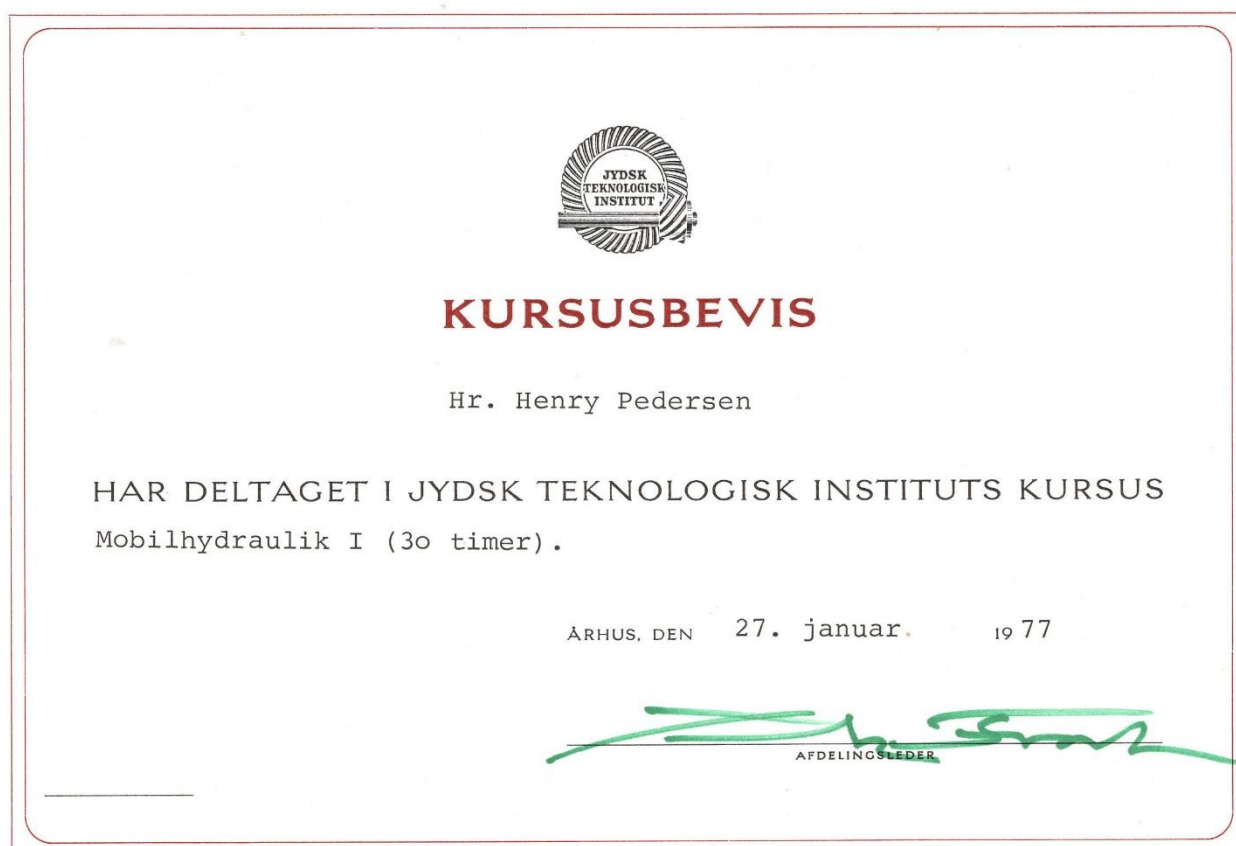 JYDSK
TEKNOLOGISK
INSTITUT
KURSUSBEVIS
Hr. Henry Pedersen
HAR DELTAGET I JYDSK TEKNOLOGISK INSTITUTS KURSUS
Mobilhydraulik I (3o timer).
ÅRHUS, DEN 27. januar. 1977
AFDELINGSLEDER